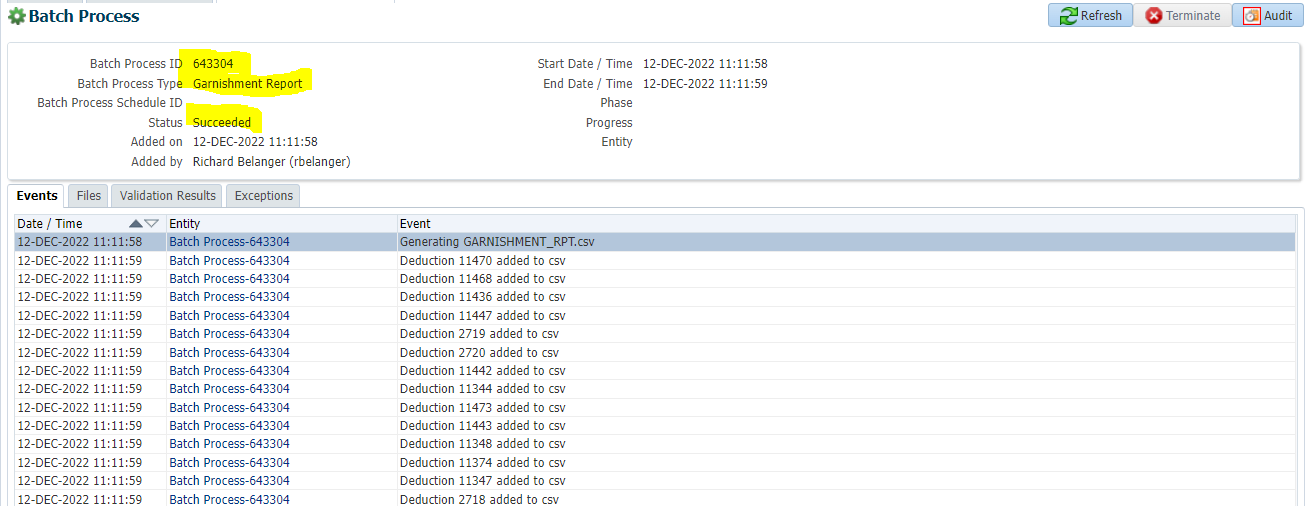 Batch Process
Refresh Terminate Audit
Batch Process ID 643304 Start Date / Time 12-DEC-2022 11:11:58
Batch Process Type Garnishment Report End Date / Time 12-DEC-2022 11:11:59
Batch Process Schedule ID Phase
Status Succeeded Progress
Added on 12-DEC-2022 11:11:58 Entity
Added by Richard Belanger (rbelanger)
Events Files Validation Results Exceptions
Date / Time Entity Event
12-DEC-2022 11:11:58 Batch Process-643304 Generating GARNISHMENT_RPT.csv
12-DEC-2022 11:11:59 Batch Process-643304 Deduction 11470 added to csv
12-DEC-2022 11:11:59 Batch Process-643304 Deduction 11468 added to csv
12-DEC-2022 11:11:59 Batch Process-643304 Deduction 11436 added to csv
12-DEC-2022 11:11:59 Batch Process-643304 Deduction 11447 added to csv
12-DEC-2022 11:11:59 Batch Process-643304 Deduction 2719 added to csv
12-DEC-2022 11:11:59 Batch Process-643304 Deduction 2720 added to csv
12-DEC-2022 11:11:59 Batch Process-643304 Deduction 11442 added to csv
12-DEC-2022 11:11:59 Batch Process-643304 Deduction 11344 added to csv
12-DEC-2022 11:11:59 Batch Process-643304 Deduction 11473 added to csv
12-DEC-2022 11:11:59 Batch Process-643304 Deduction 11443 added to csv
12-DEC-2022 11:11:59 Batch Process-643304 Deduction 11348 added to csv
12-DEC-2022 11:11:59 Batch Process-643304 Deduction 11374 added to csv
12-DEC-2022 11:11:59 Batch Process-643304 Deduction 11347 added to csv
12-DEC-2022 11:11:59 Batch Process-643304 Deduction 2718 added to csv